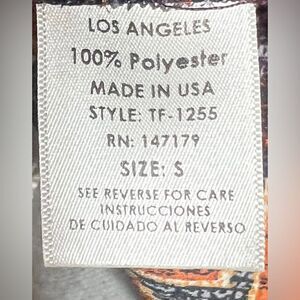 LOS ANGELES
100% Polyester
MADE IN USA
STYLE: TF-1255
RN: 147179
SIZE: S
SEE REVERSE FOR CARE
INSTRUCCIONES
DE CUIDADO AL REVERSO